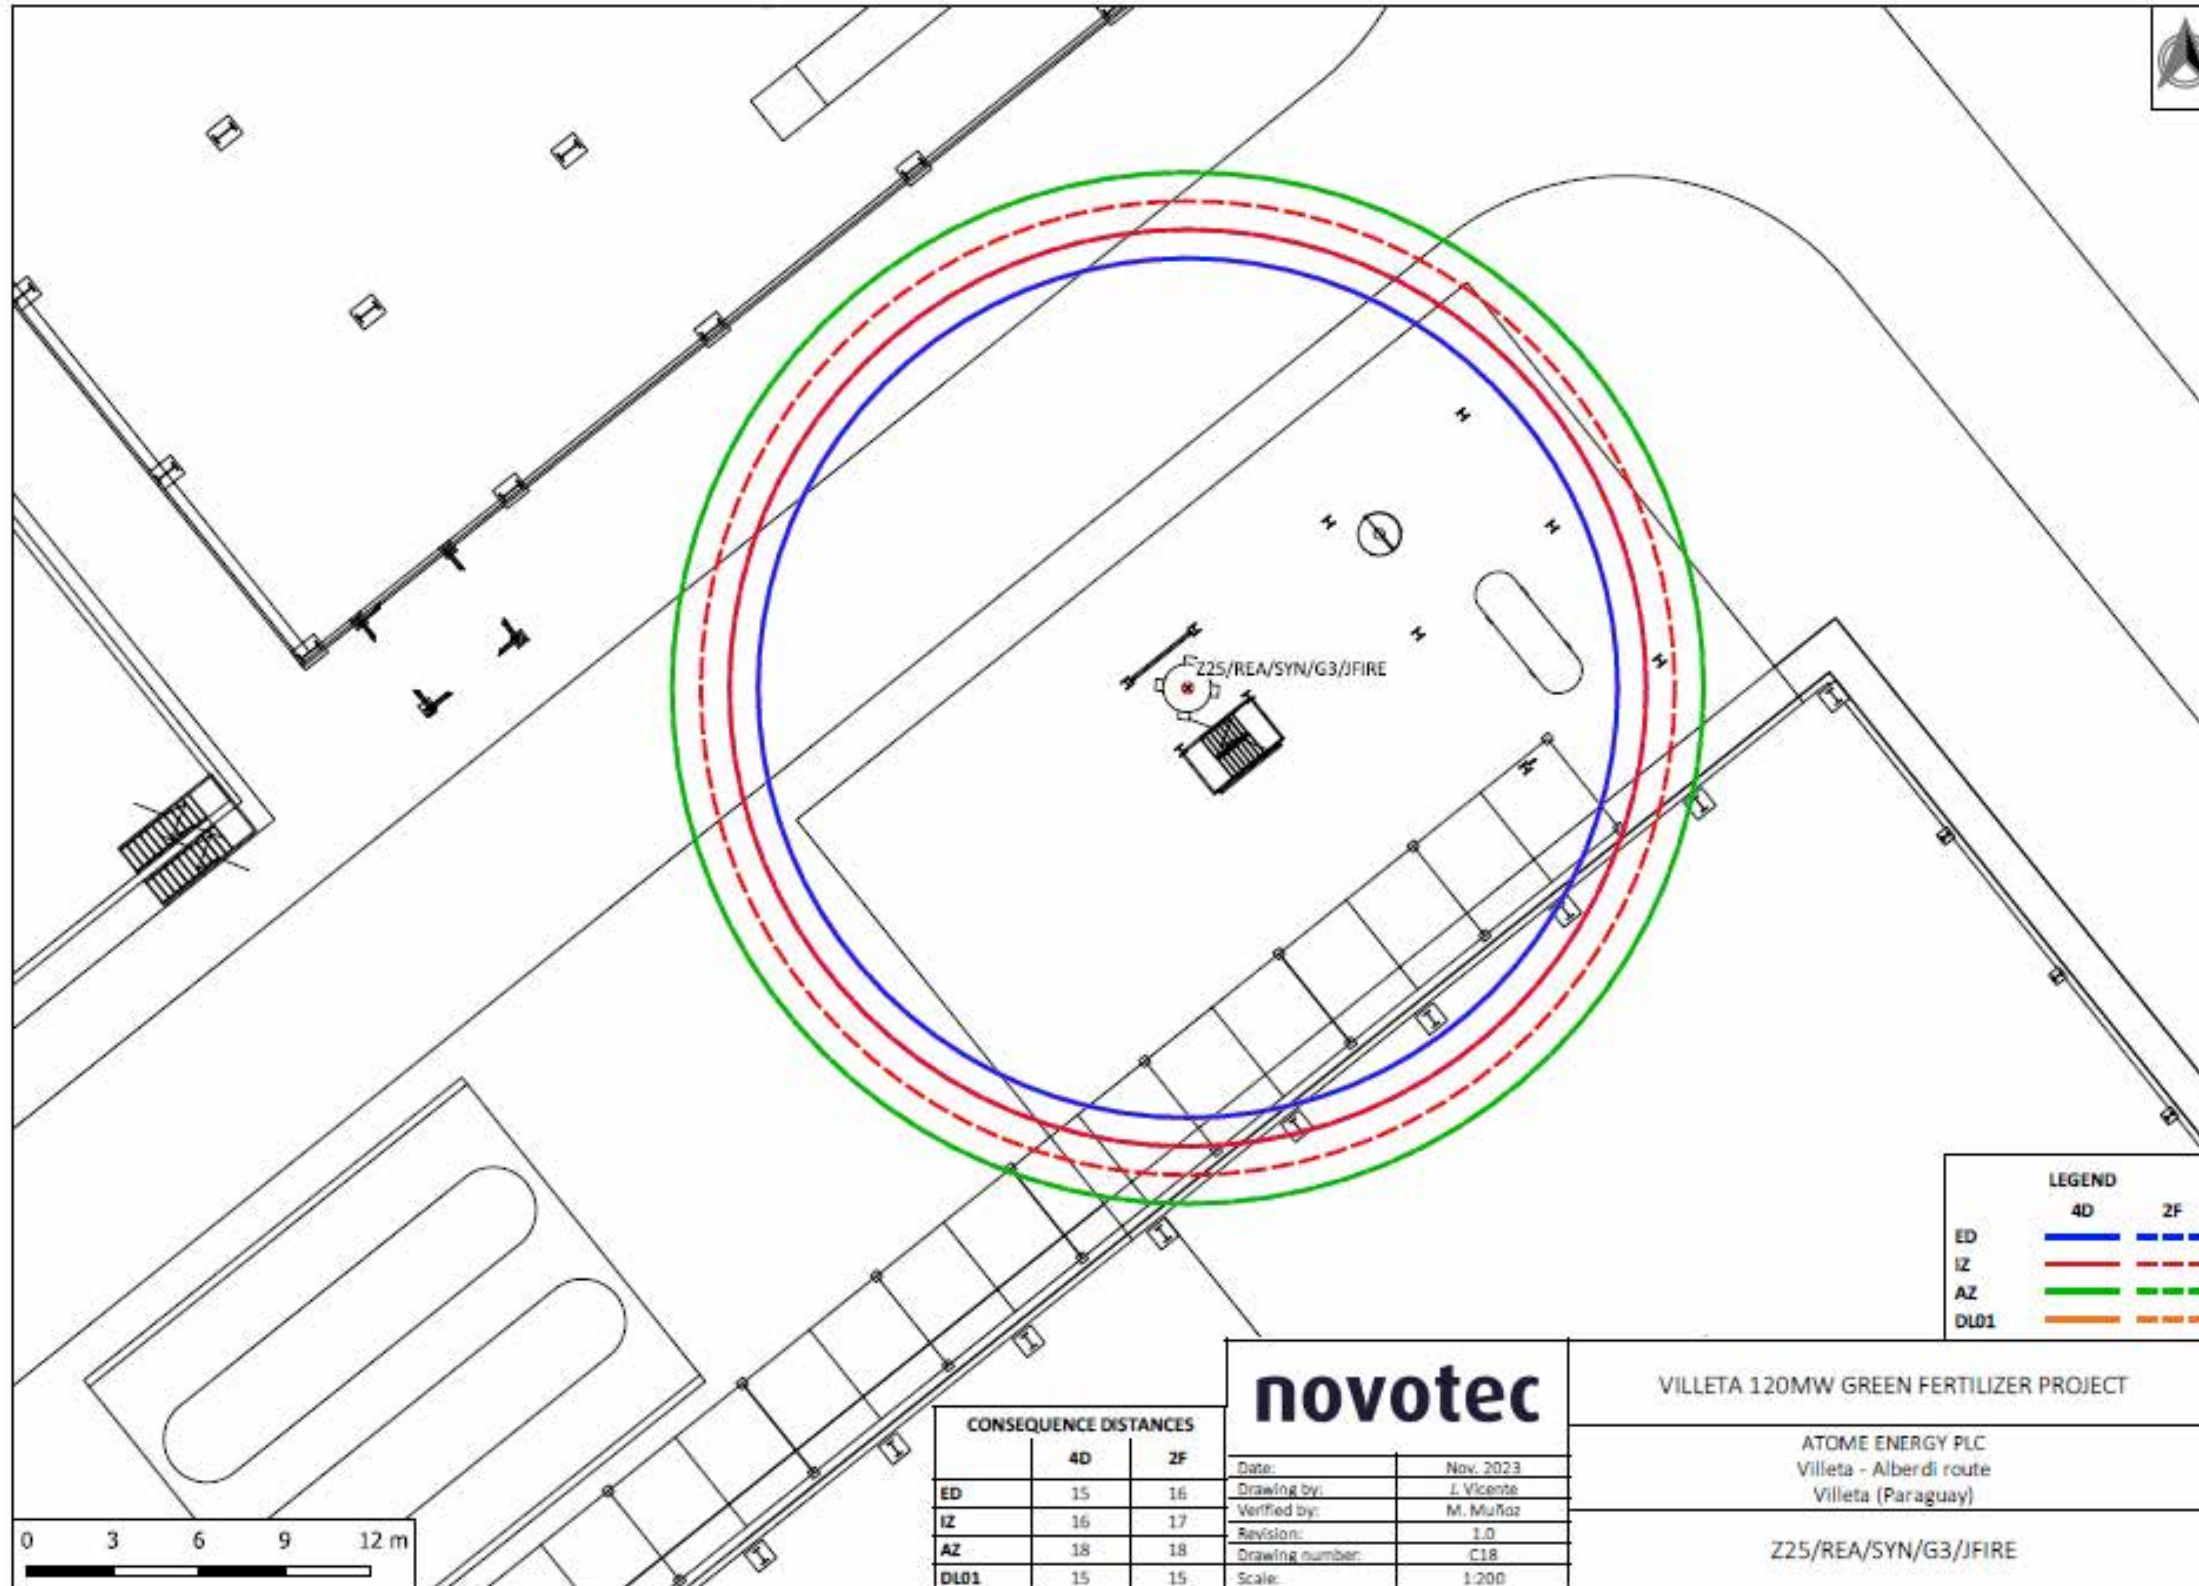 Z25/REA/SYN/G3/JFIRE
LEGEND
4D 2F
ED
IZ
AZ
DL01
0 3 6 9 12 m
CONSEQUENCE DISTANCES
4D 2F
ED 15 16
IZ 16 17
AZ 18 18
DL01 15 15
novotec
Date: Nov. 2023
Drawing by: J. Vicente
Verified by: M. Muñoz
Revision: 1.0
Drawing number: C18
Scale: 1:200
VILLETA 120MW GREEN FERTILIZER PROJECT
ATOME ENERGY PLC
Villeta - Alberdi route
Villeta (Paraguay)
Z25/REA/SYN/G3/JFIRE